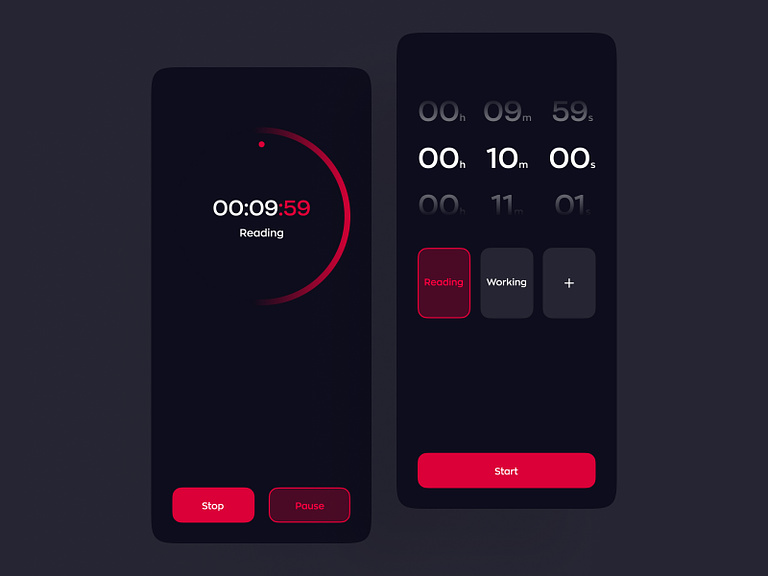 00:09:59
Reading
Stop
Pause
00h 09m 59s
00h 10m 00s
00h 11m 01s
Reading
Working
+
Start